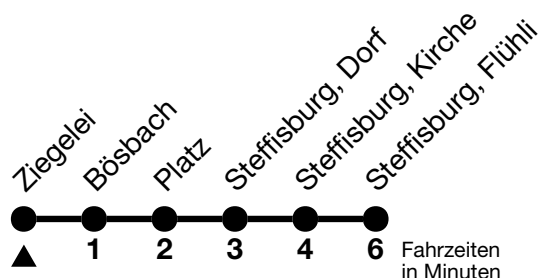 Ziegelei
Bösbach
Platz
Steffisburg, Dorf
Steffisburg, Kirche
Steffisburg, Flühli
1 2 3 4 6 Fahrzeiten
in Minuten